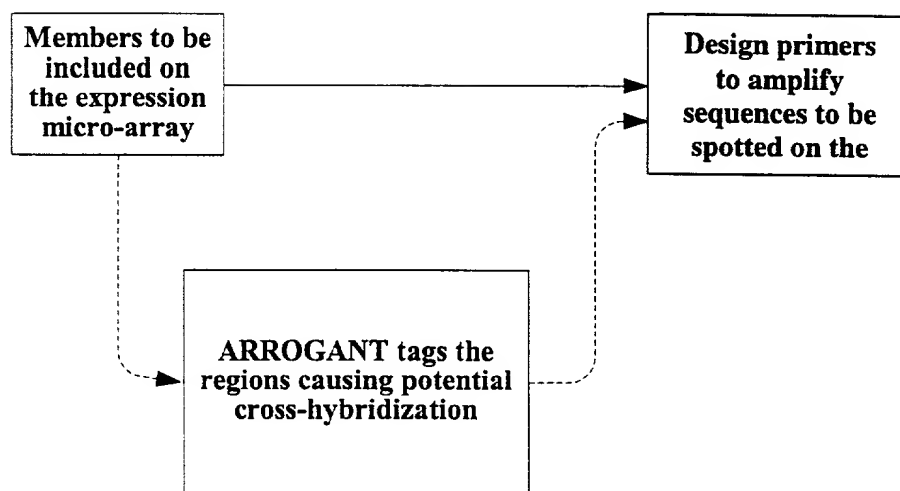 Members to be
included on
the expression
micro-array
Design primers
to amplify
sequences to be
spotted on the
ARROGANT tags the
regions causing potential
cross-hybridization